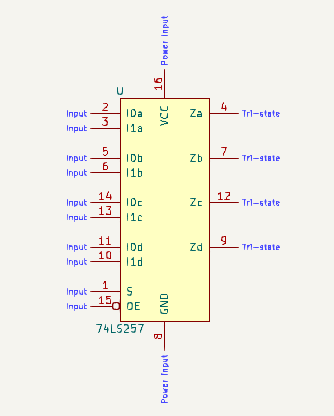 Power Input
16
U
VCC
Input 2 I0a Za 4 Tri-state
Input 3 I1a
Input 5 I0b Zb 7 Tri-state
Input 6 I1b
Input 14 I0c Zc 12 Tri-state
Input 13 I1c
Input 11 I0d Zd 9 Tri-state
Input 10 I1d
Input 1 S
Input 15 OE
GND
74LS257
8
Power Input